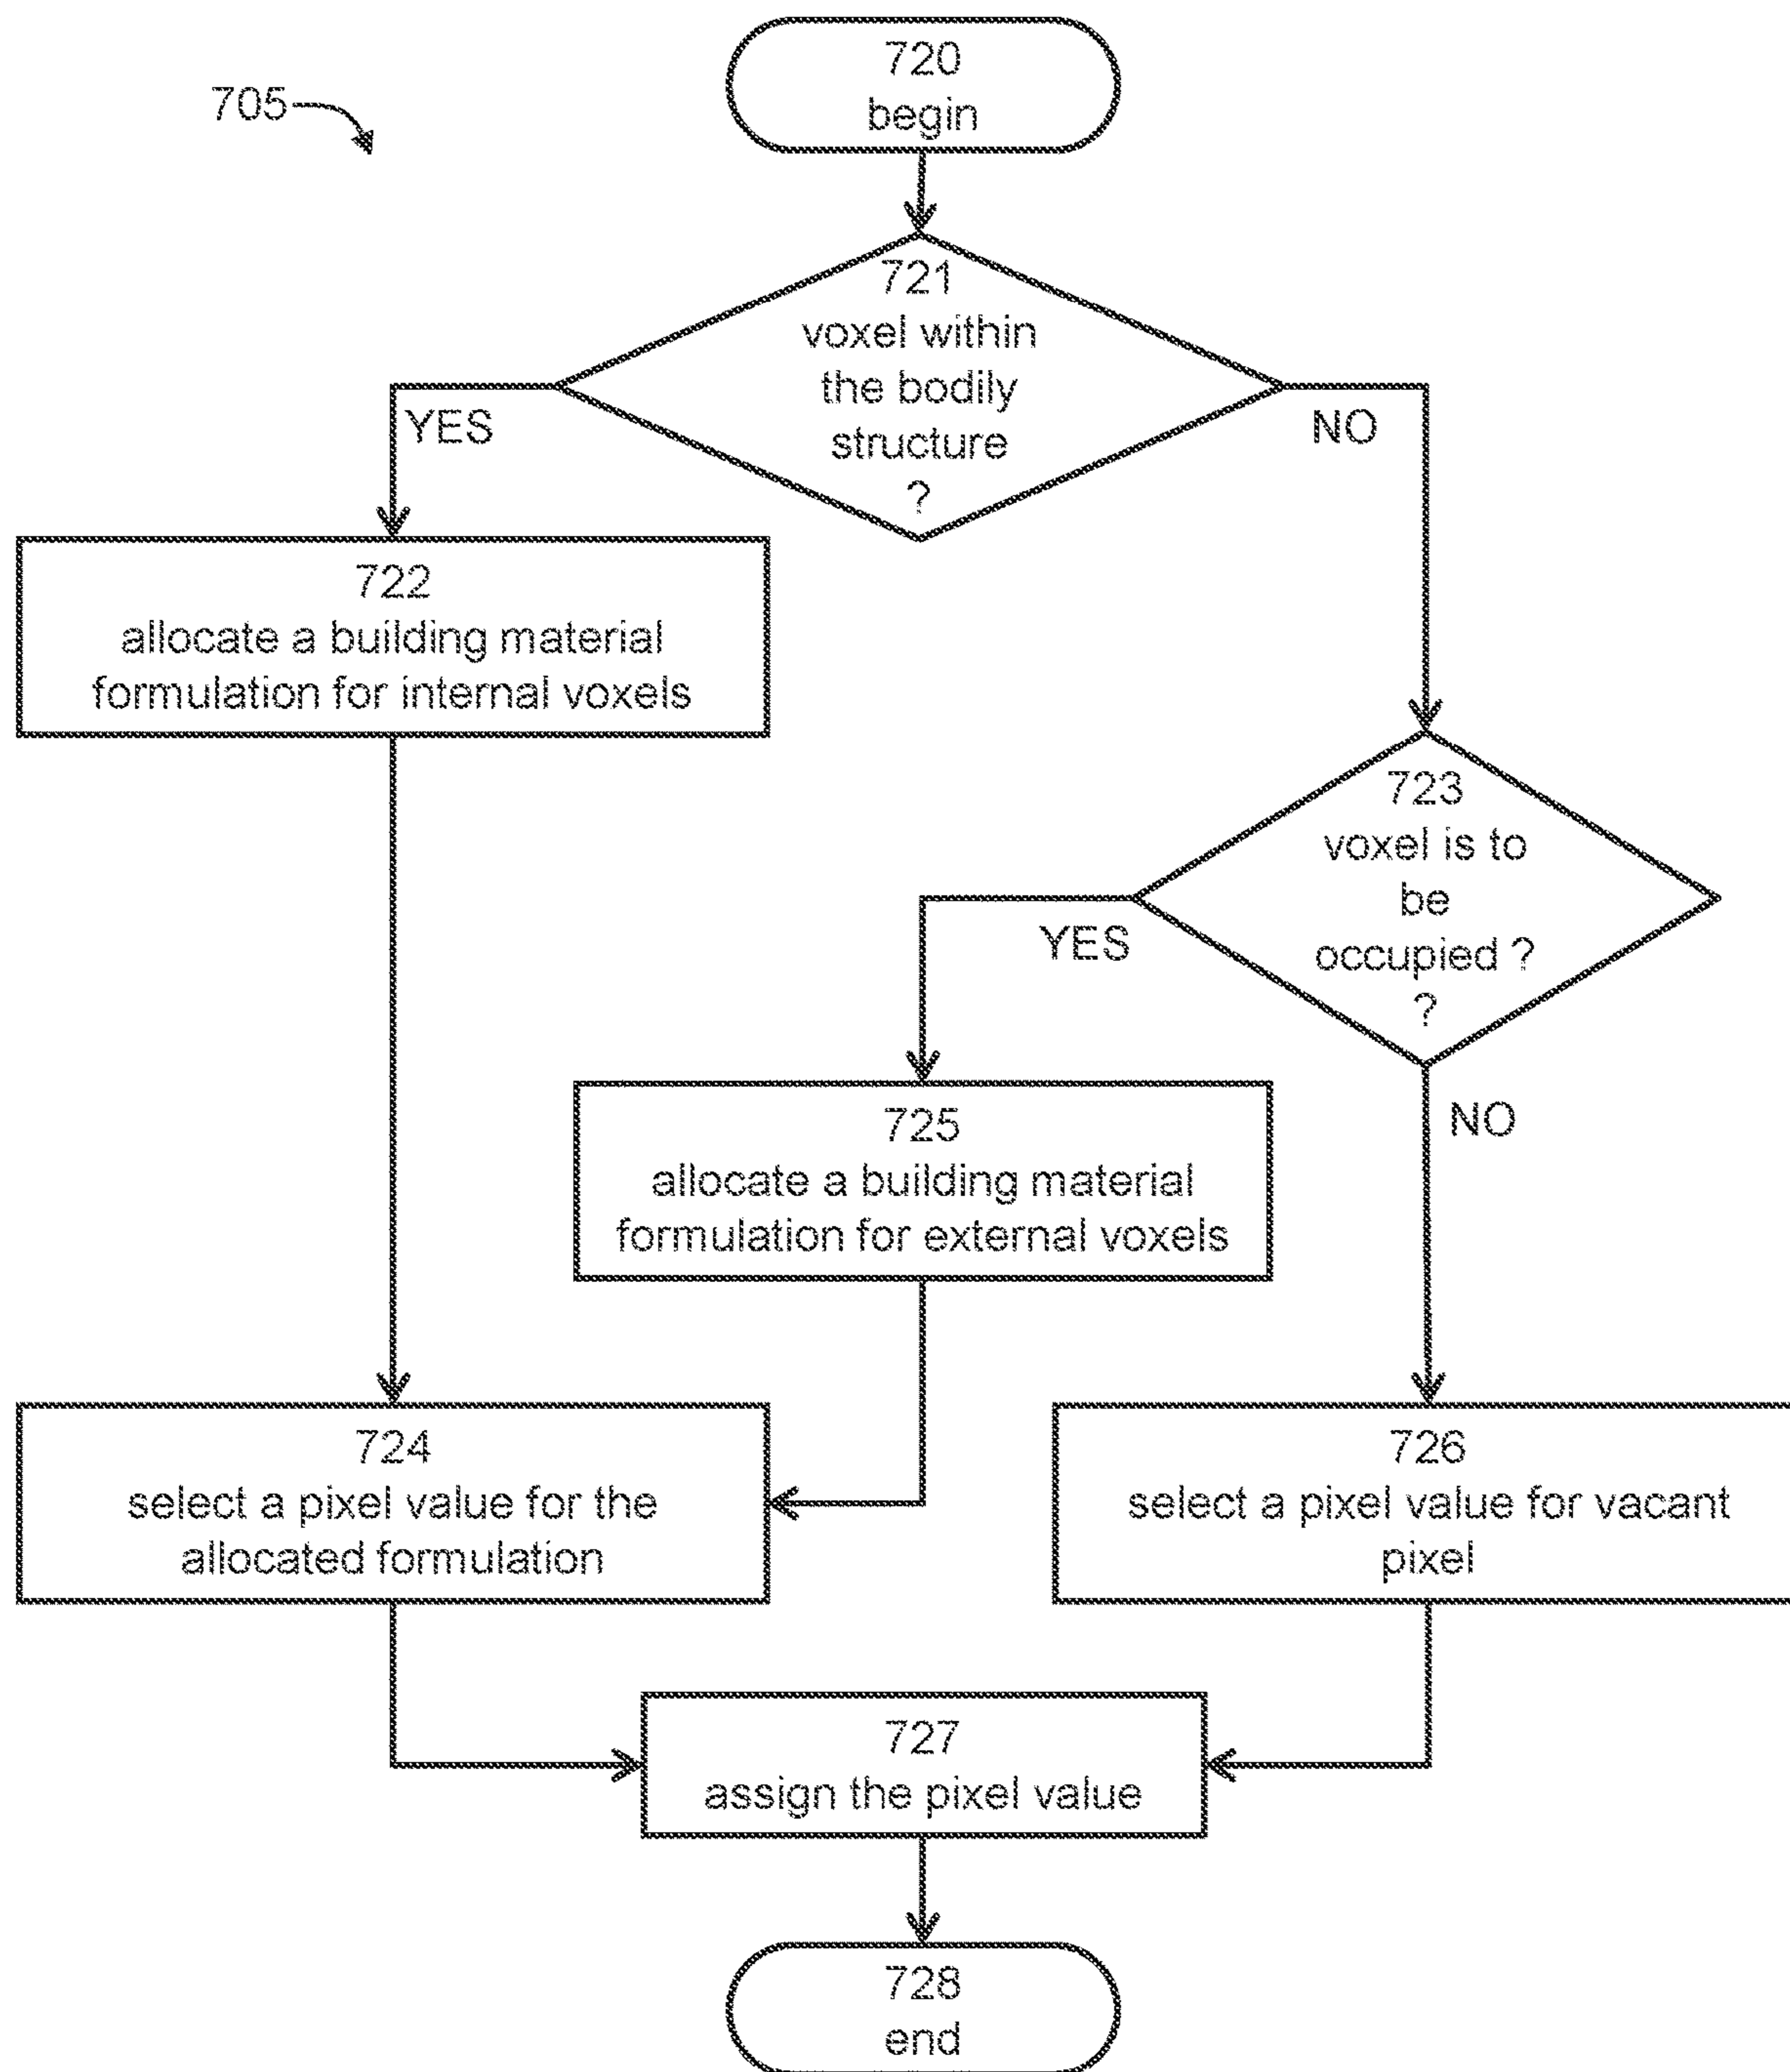 720
begin
705
721
voxel within
the bodily
structure
?
YES
NO
722
allocate a building material
formulation for internal voxels
723
voxel is to
be
occupied ?
?
YES
NO
725
allocate a building material
formulation for external voxels
724
select a pixel value for the
allocated formulation
726
select a pixel value for vacant
pixel
727
assign the pixel value
728
end